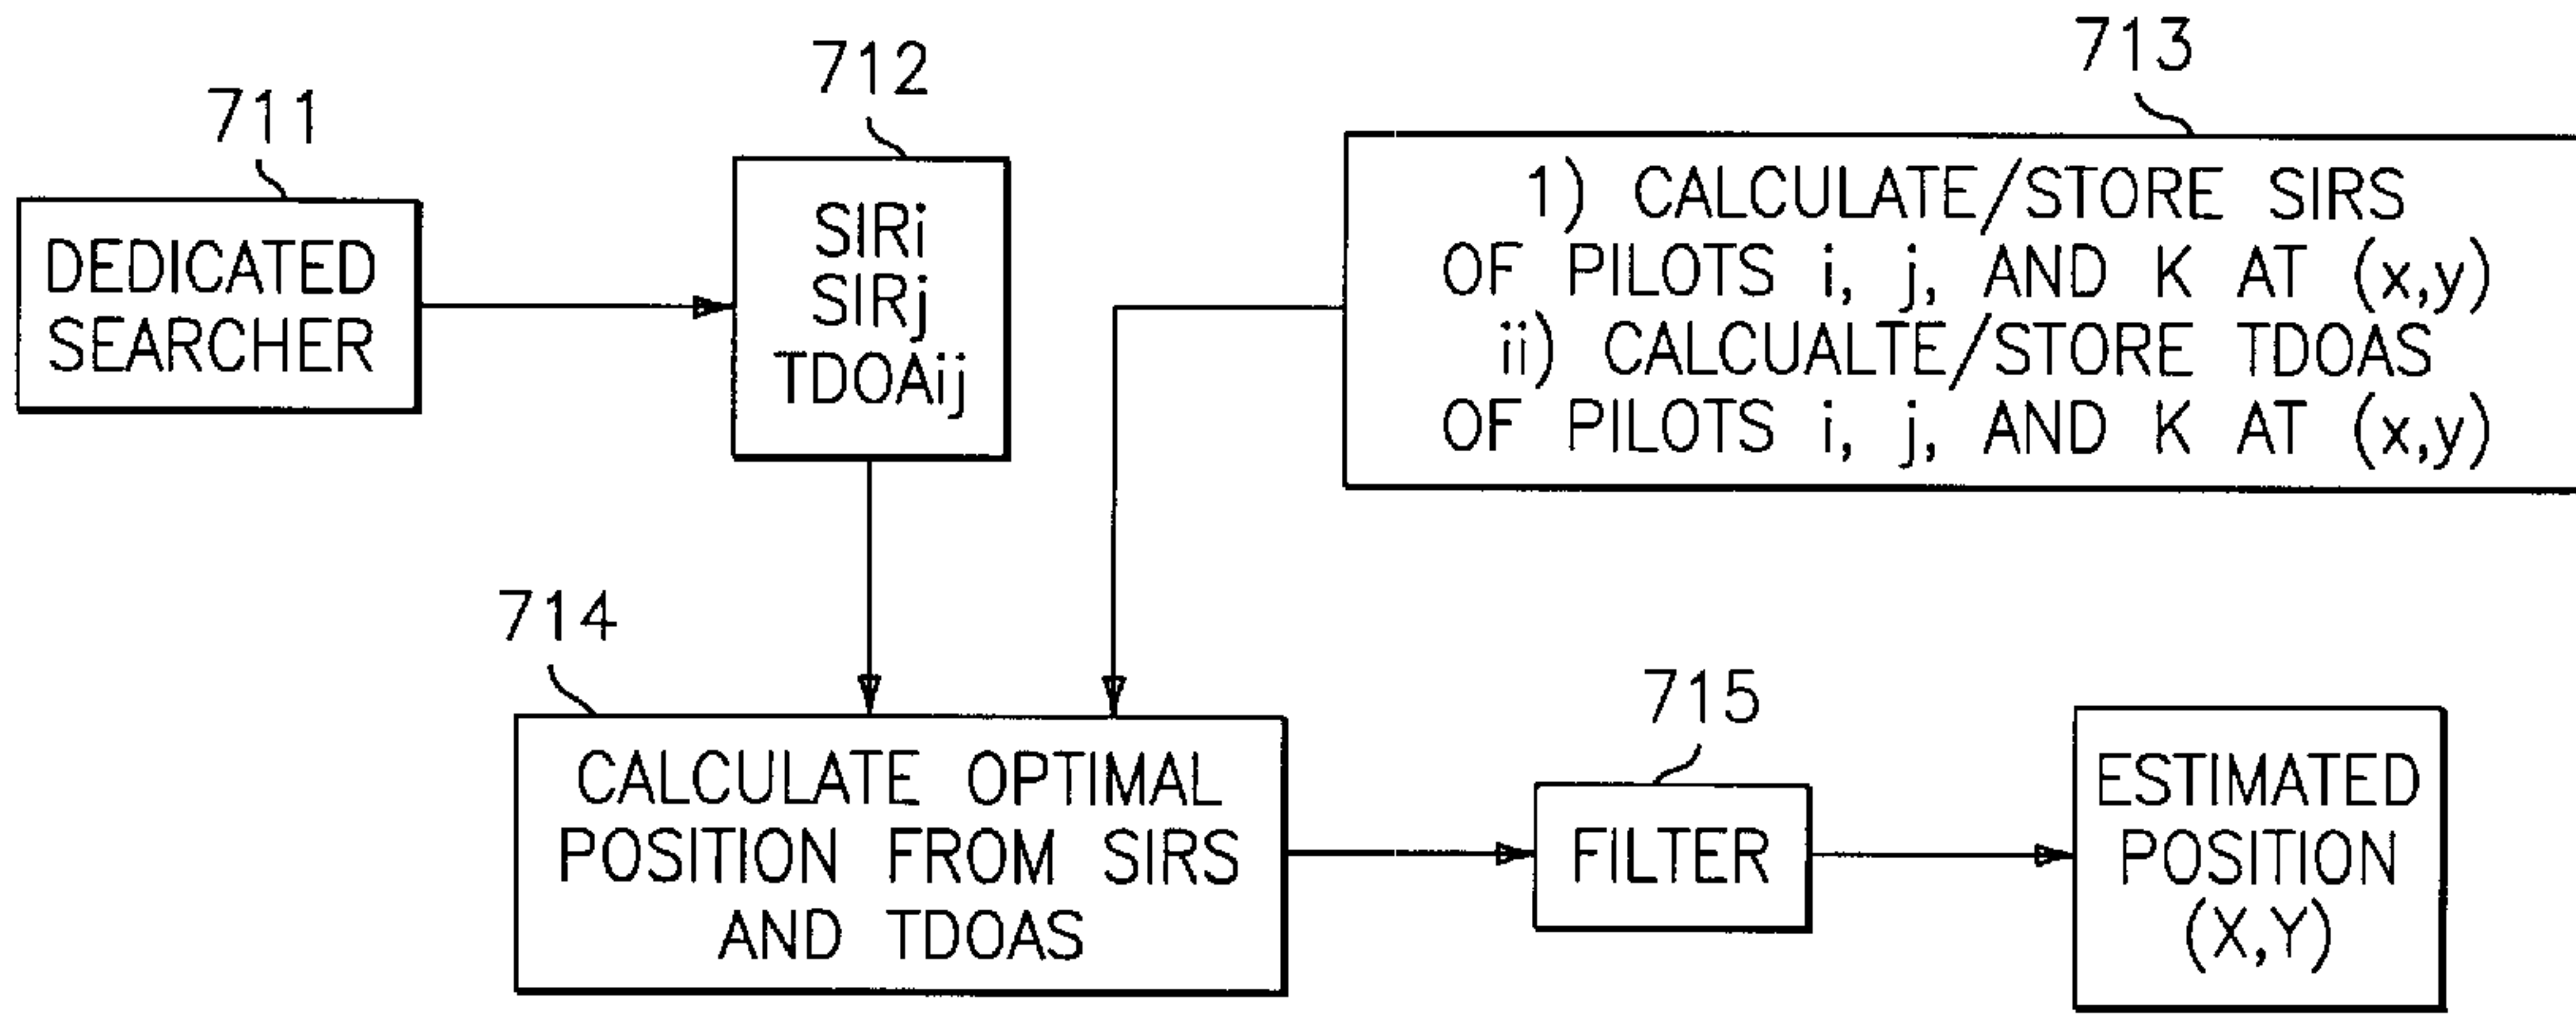 711
DEDICATED
SEARCHER
712
SIRi
SIRj
TDOAij
713
1) CALCULATE/STORE SIRS
OF PILOTS i, j, AND K AT (x,y)
ii) CALCUALTE/STORE TDOAS
OF PILOTS i, j, AND K AT (x,y)
714
CALCULATE OPTIMAL
POSITION FROM SIRS
AND TDOAS
715
FILTER
ESTIMATED
POSITION
(X,Y)